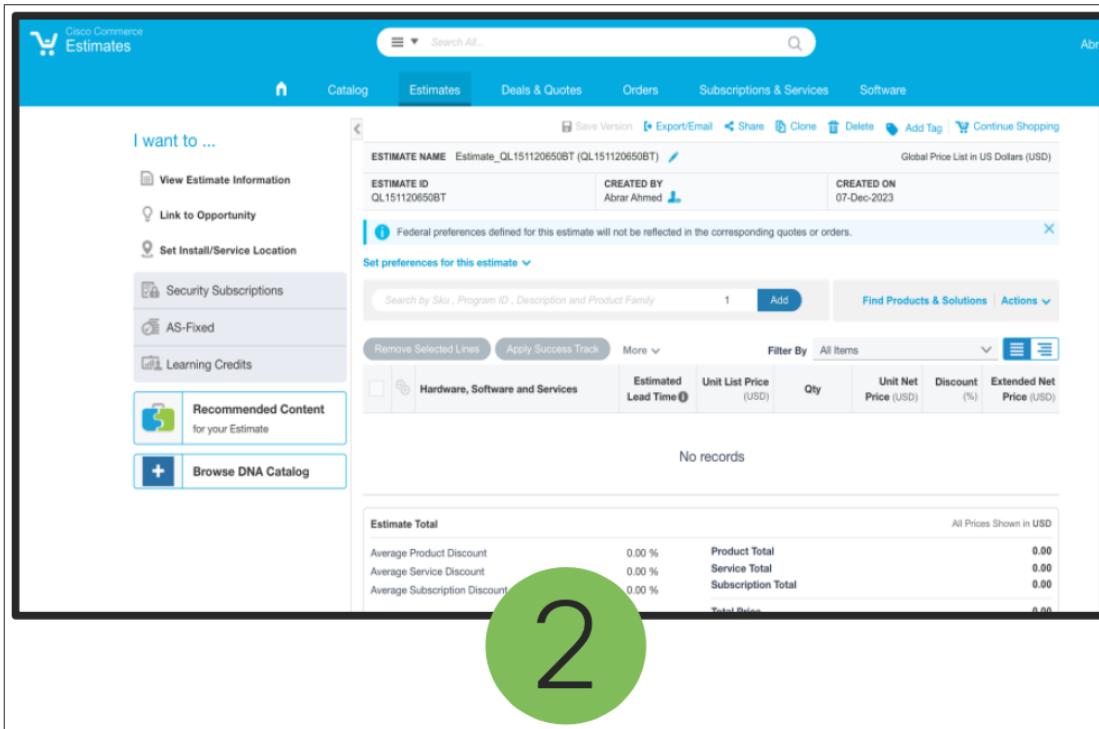 Cisco Commerce
Estimates
Search All...
Abr
Catalog Estimates Deals & Quotes Orders Subscriptions & Services Software
I want to ...
View Estimate Information
Link to Opportunity
Set Install/Service Location
Security Subscriptions
AS-Fixed
Learning Credits
Recommended Content
for your Estimate
Browse DNA Catalog
Save Version Export/Email Share Clone Delete Add Tag Continue Shopping
ESTIMATE NAME Estimate_QL151120650BT (QL151120650BT) Global Price List in US Dollars (USD)
ESTIMATE ID CREATED BY CREATED ON
QL151120650BT Abrar Ahmed 07-Dec-2023
Federal preferences defined for this estimate will not be reflected in the corresponding quotes or orders.
Set preferences for this estimate
Search by Sku , Program ID , Description and Product Family 1 Add Find Products & Solutions Actions
Remove Selected Lines Apply Success Track More Filter By All Items
Hardware, Software and Services Estimated Lead Time Unit List Price (USD) Qty Unit Net Price (USD) Discount (%) Extended Net Price (USD)
No records
Estimate Total All Prices Shown in USD
Average Product Discount 0.00 % Product Total 0.00
Average Service Discount 0.00 % Service Total 0.00
Average Subscription Discount 0.00 % Subscription Total 0.00
Total Price 0.00
2